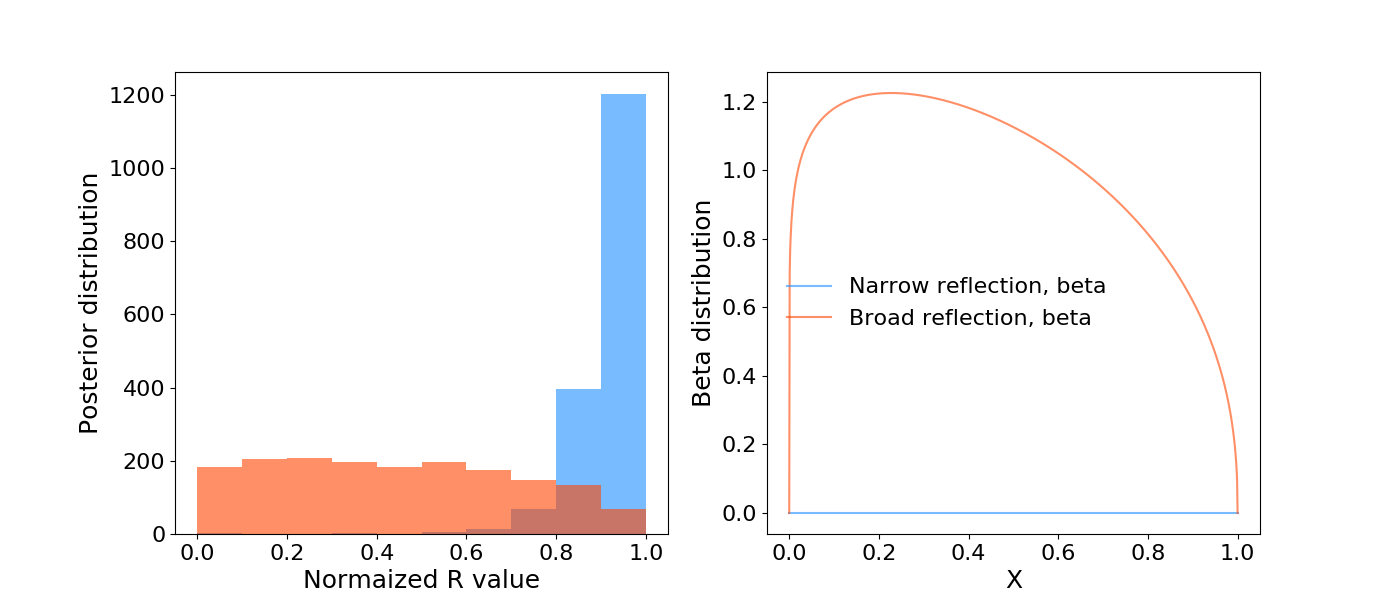 1200
1000
800
600
400
200
0
Posterior distribution
0.0 0.2 0.4 0.6 0.8 1.0
Normaized R value
1.2
1.0
0.8
0.6
0.4
0.2
0.0
Beta distribution
Narrow reflection, beta
Broad reflection, beta
0.0 0.2 0.4 0.6 0.8 1.0
X